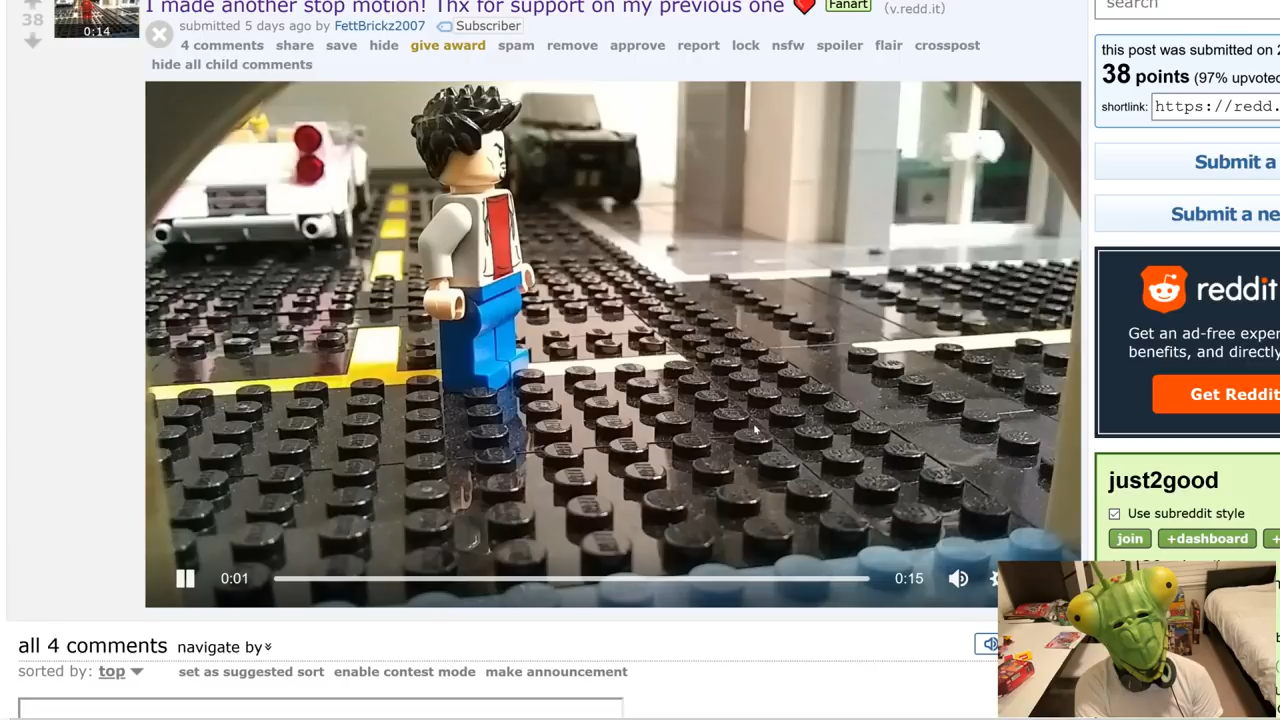 I made another stop motion! Thx for support on my previous one Fanart (v.redd.it)
38
0:14
submitted 5 days ago by FettBrickz2007 Subscriber
4 comments share save hide give award spam remove approve report lock nsfw spoiler flair crosspost
hide all child comments
0:01 0:15
all 4 comments navigate by
sorted by: top set as suggested sort enable contest mode make announcement
search
this post was submitted on 2
38 points (97% upvoted
shortlink: https://redd.
Submit a
Submit a ne
reddit
Get an ad-free exper
benefits, and directly
Get Reddit
just2good
Use subreddit style
join +dashboard +